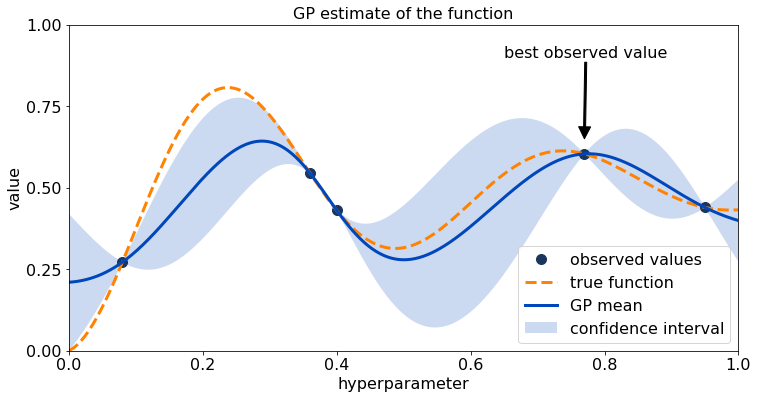 GP estimate of the function
1.00
best observed value
0.75
value
0.50
0.25
observed values
true function
GP mean
confidence interval
0.00
0.0 0.2 0.4 0.6 0.8 1.0
hyperparameter